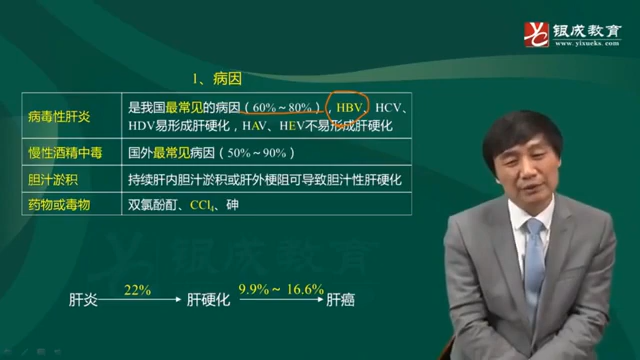 银成教育
www.yixueks.com
1、病因
病毒性肝炎
是我国最常见的病因（60%～80%），HBV、HCV、
HDV易形成肝硬化，HAV、HEV不易形成肝硬化
慢性酒精中毒
国外最常见病因（50%～90%）
胆汁淤积
持续肝内胆汁淤积或肝外梗阻可导致胆汁性肝硬化
药物或毒物
双氯酚酊、CCl₄、砷
银成教育
肝炎 22% 肝硬化 9.9%～16.6% 肝癌